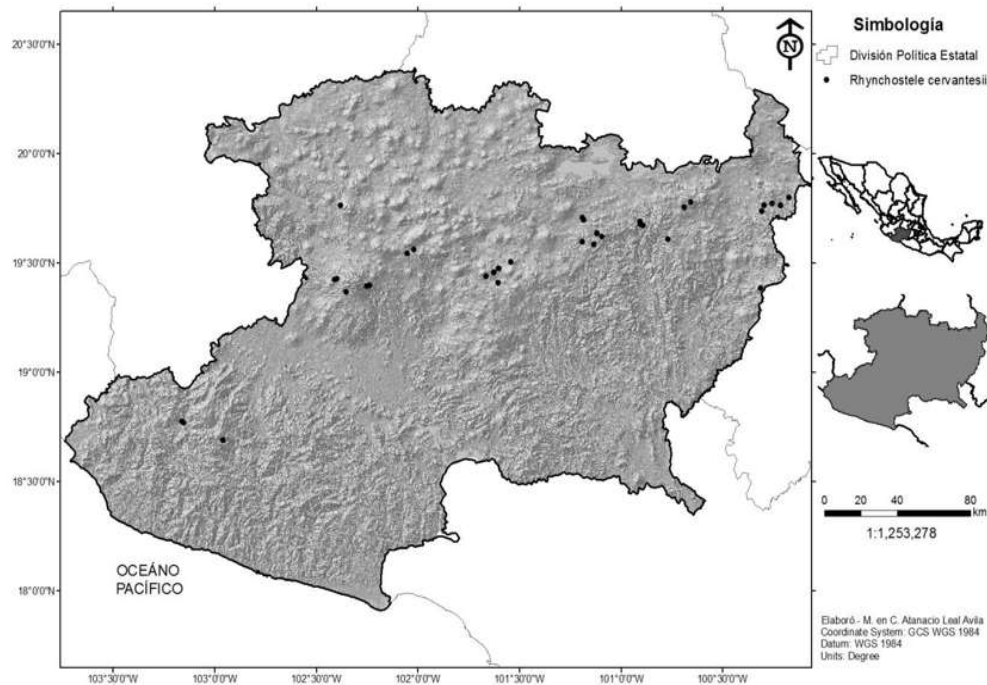 Simbología
División Política Estatal
Rhynchostele cervantesii
N
20°30'0"N
20°0'0"N
19°30'0"N
19°0'0"N
18°30'0"N
18°0'0"N
OCEÁNO
PACÍFICO
103°30'0"W
103°0'0"W
102°30'0"W
102°0'0"W
101°30'0"W
101°0'0"W
100°30'0"W
0 20 40 80
km
1:1,253,278
Elaboró.- M. en C. Atanacio Leal Avila
Coordinate System: GCS WGS 1984
Datum: WGS 1984
Units: Degree